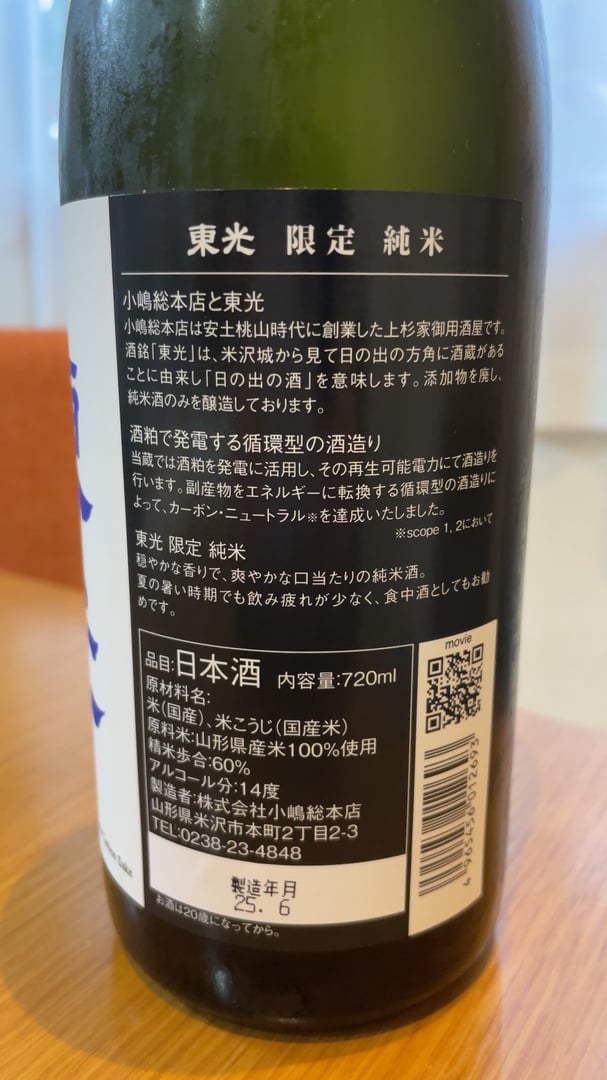 東光 限定 純米
小嶋総本店と東光
小嶋総本店は安土桃山時代に創業した上杉家御用酒屋です。
酒銘「東光」は、米沢城から見て日の出の方角に酒蔵がある
ことに由来し「日の出の酒」を意味します。添加物を廃し、
純米酒のみを醸造しております。
酒粕で発電する循環型の酒造り
当蔵では酒粕を発電に活用し、その再生可能電力にて酒造りを
行います。副産物をエネルギーに転換する循環型の酒造りに
よって、カーボン・ニュートラル※を達成いたしました。
※scope 1, 2において
東光 限定 純米
穏やかな香りで、爽やかな口当たりの純米酒。
夏の暑い時期でも飲み疲れが少なく、食中酒としてもお勧
めです。
品目:日本酒 内容量:720ml
原材料名:
米(国産)、米こうじ(国産米)
原料米:山形県産米100%使用
精米歩合:60%
アルコール分:14度
製造者:株式会社小嶋総本店
山形県米沢市本町2丁目2-3
TEL:0238-23-4848
製造年月
25. 6
お酒は20歳になってから。
movie
4965456012693